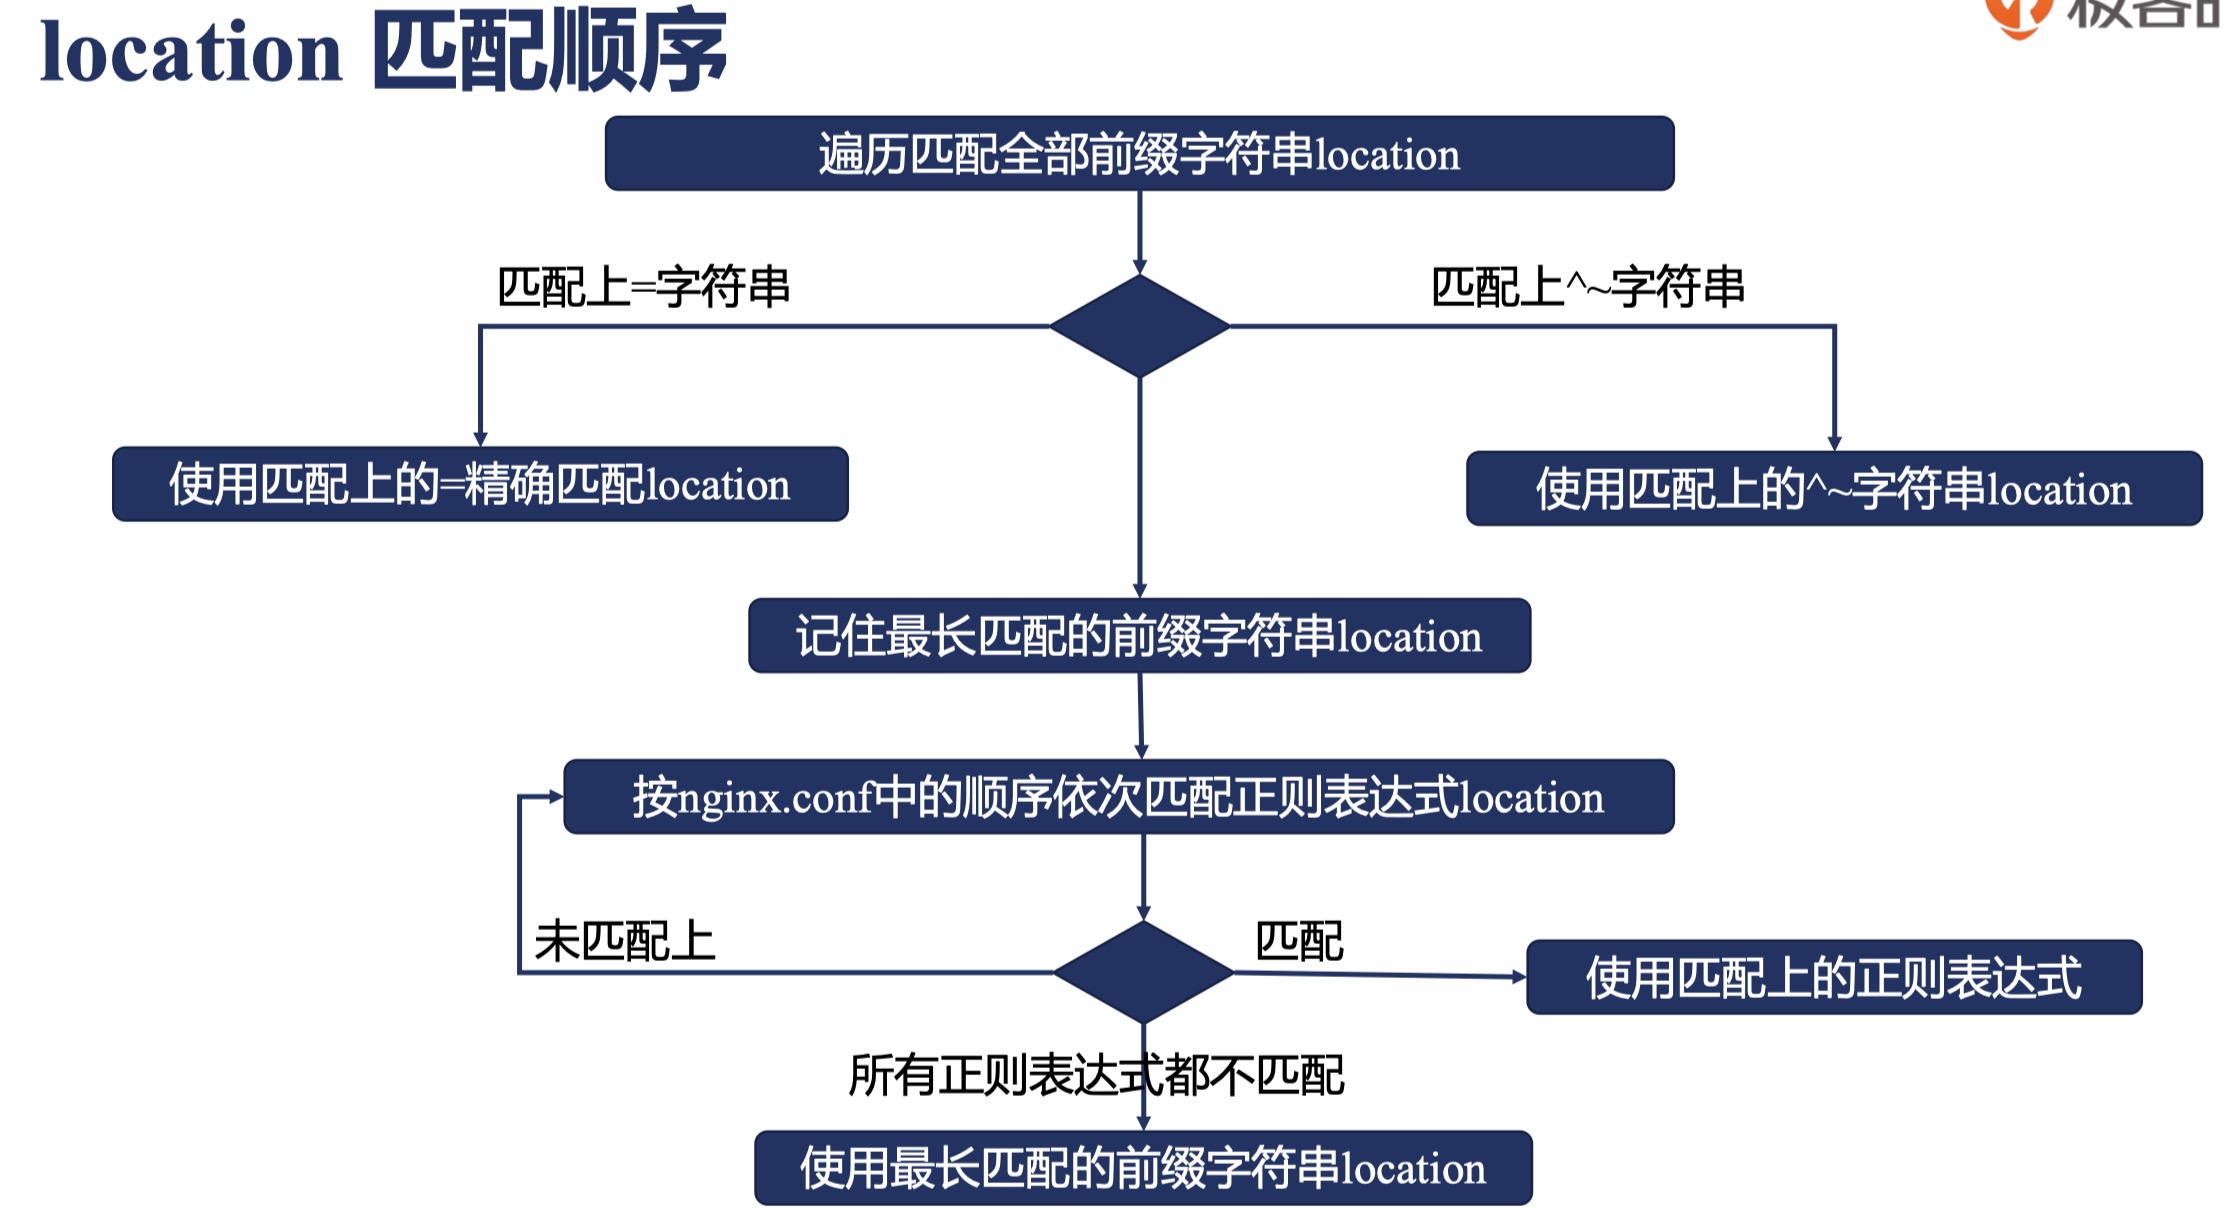 location 匹配顺序
遍历匹配全部前缀字符串location
匹配上=字符串
匹配上^~字符串
使用匹配上的=精确匹配location
使用匹配上的^~字符串location
记住最长匹配的前缀字符串location
按nginx.conf中的顺序依次匹配正则表达式location
未匹配上
匹配
使用匹配上的正则表达式
所有正则表达式都不匹配
使用最长匹配的前缀字符串location